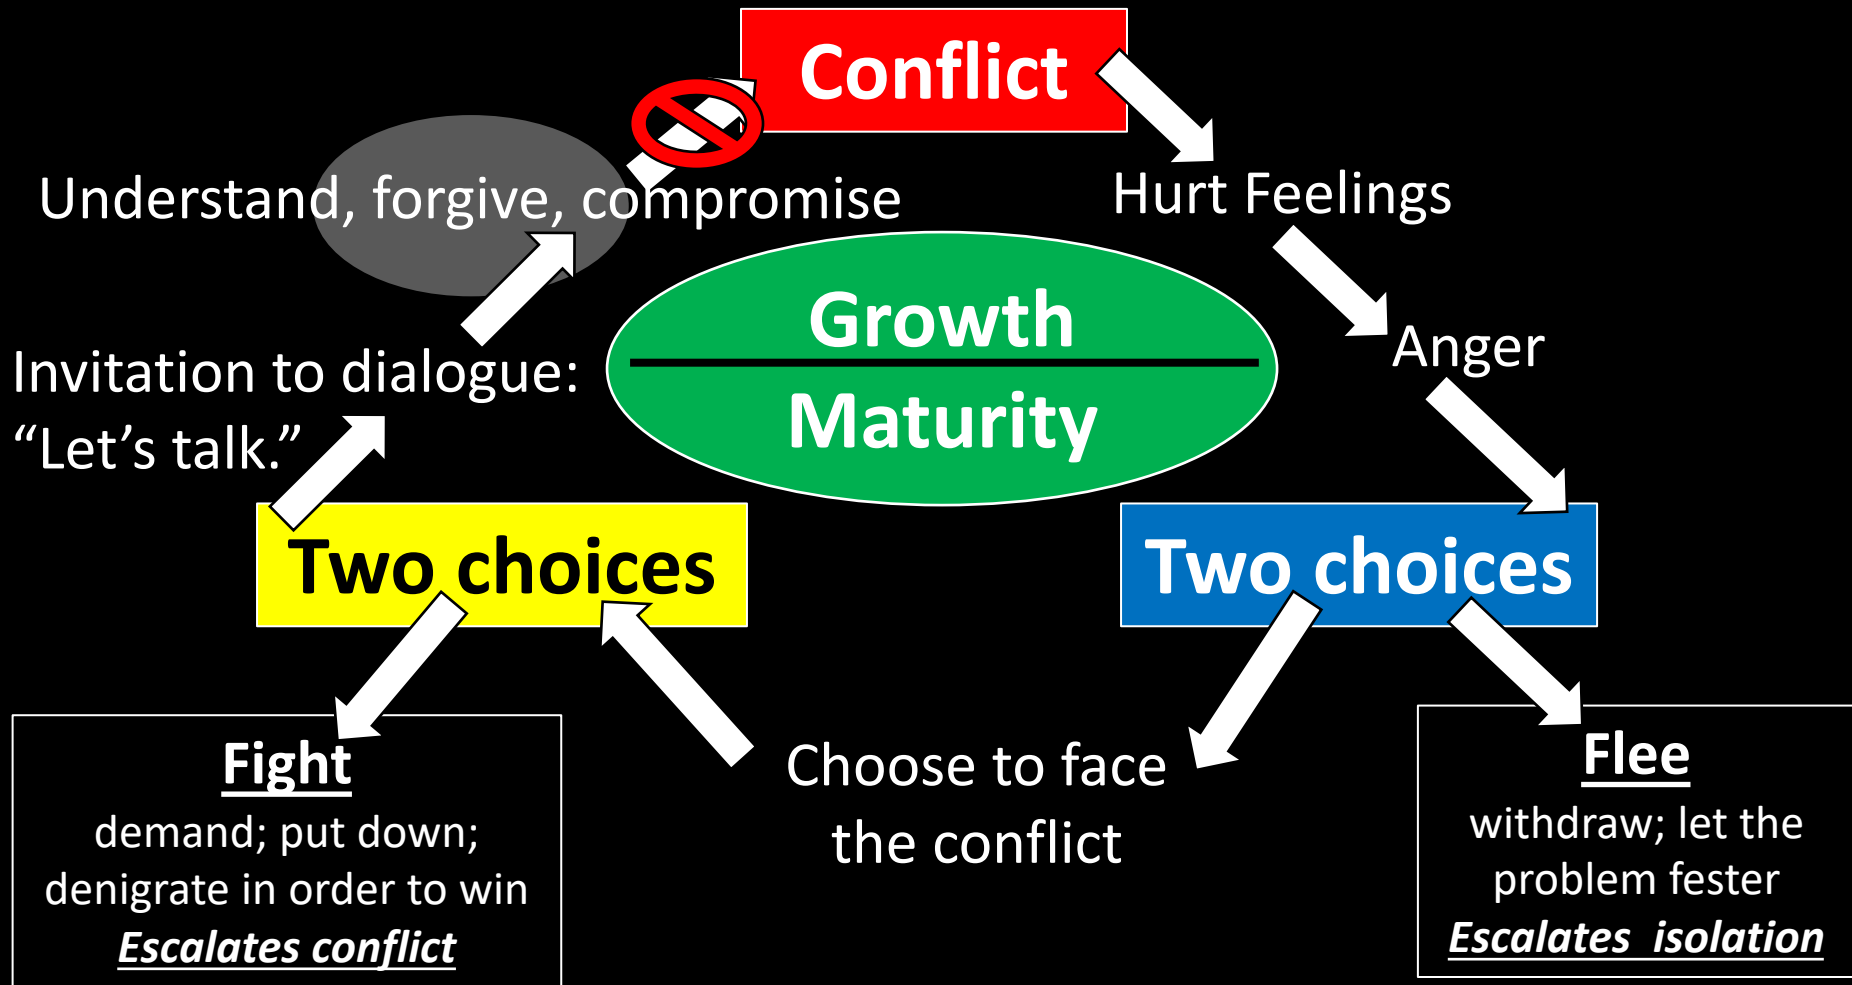 Conflict
Understand, forgive, compromise
Hurt Feelings
Growth
Maturity
Anger
Invitation to dialogue:
“Let’s talk.”
Two choices
Two choices
Fight
demand; put down;
denigrate in order to win
Escalates conflict
Choose to face
the conflict
Flee
withdraw; let the
problem fester
Escalates isolation